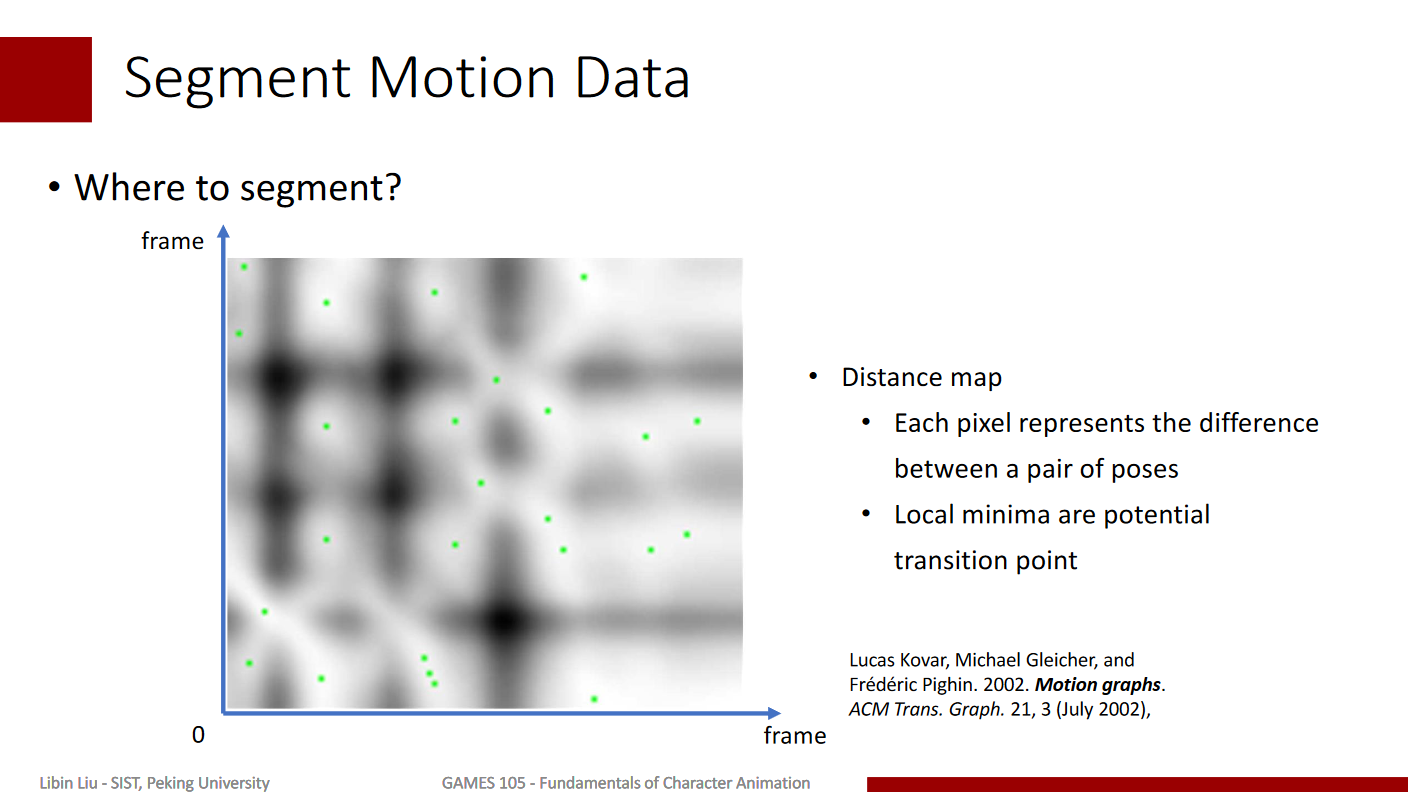 Segment Motion Data
• Where to segment?
frame
0
frame
• Distance map
• Each pixel represents the difference
between a pair of poses
• Local minima are potential
transition point
Lucas Kovar, Michael Gleicher, and
Frédéric Pighin. 2002. Motion graphs.
ACM Trans. Graph. 21, 3 (July 2002),
Libin Liu - SIST, Peking University
GAMES 105 - Fundamentals of Character Animation